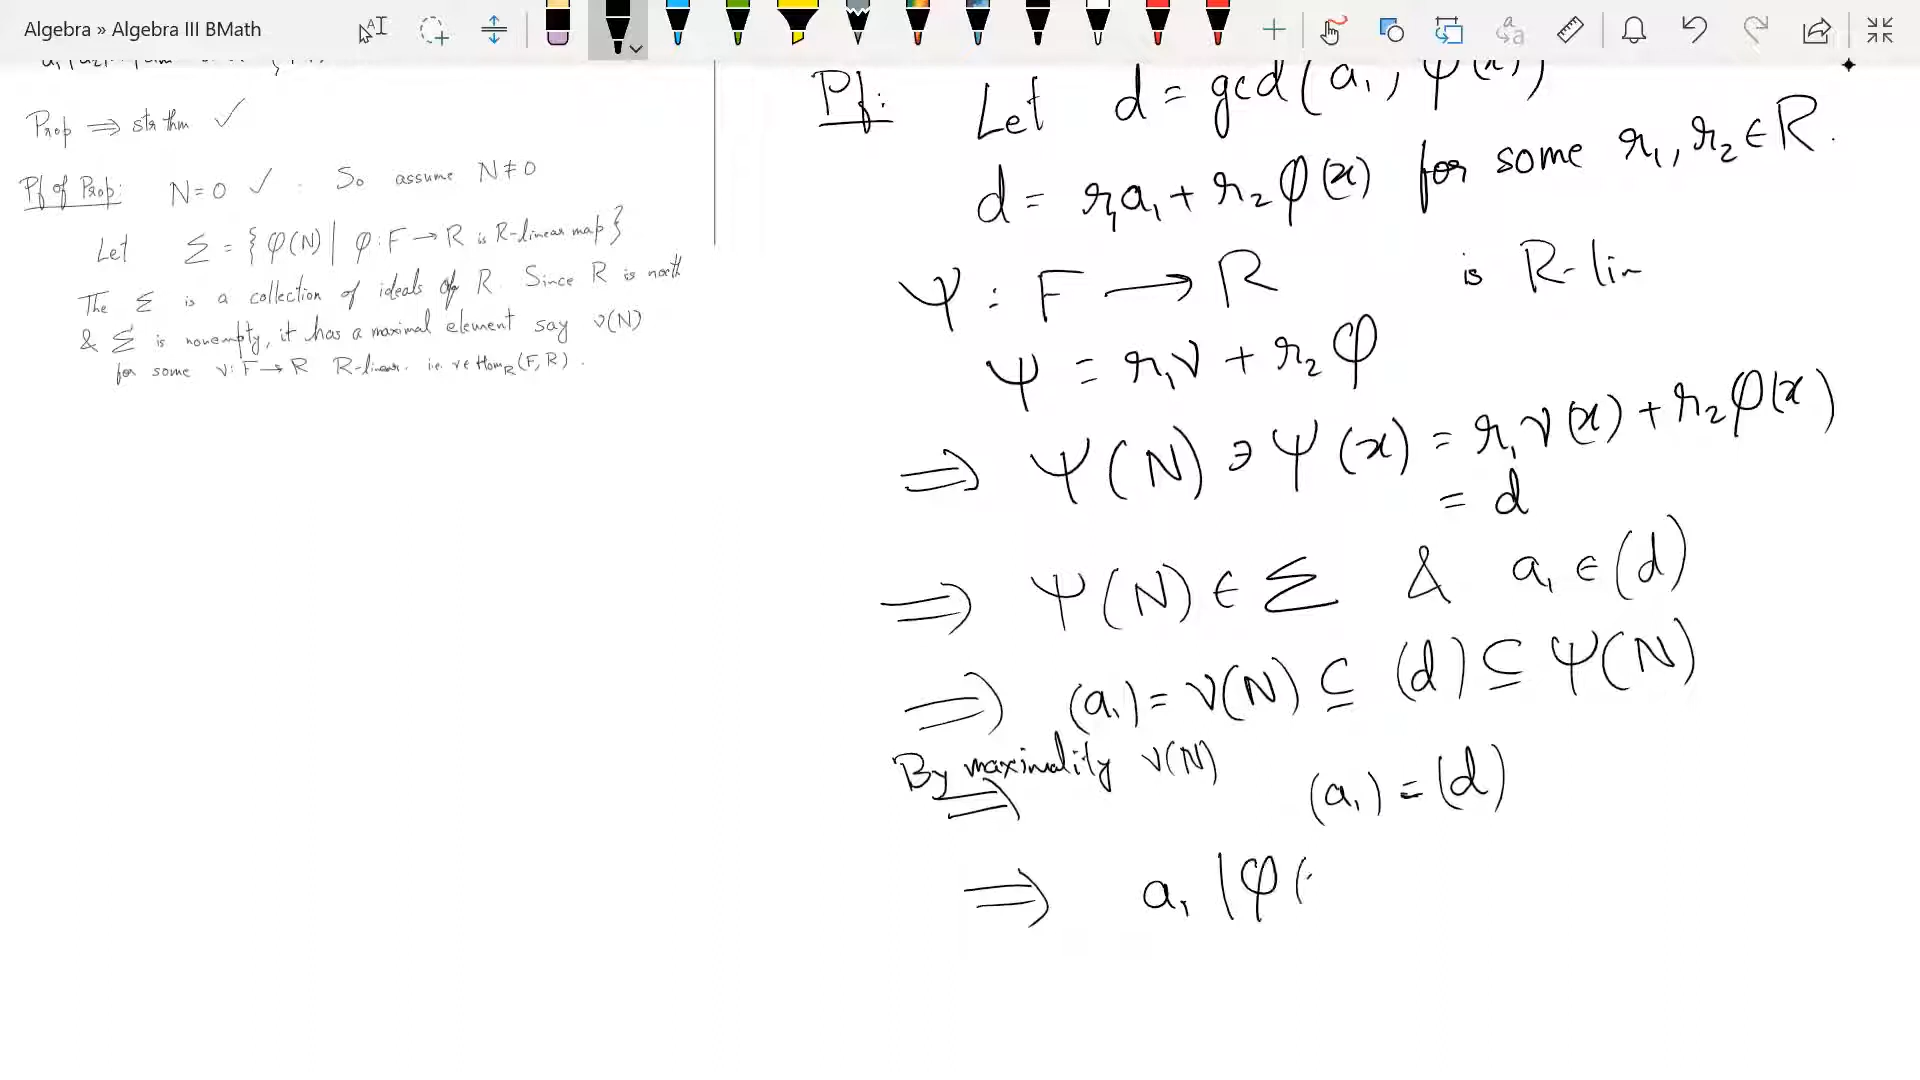 Algebra » Algebra III BMath
Prop ⟹ str thm ✓
Pf of Prop: N=0 ✓. So assume N≠0
Let Σ = {φ(N) | φ: F → R is R-linear map}
The Σ is a collection of ideals of R. Since R is noeth
& Σ is nonempty, it has a maximal element say ν(N)
for some ν: F → R R-linear. i.e. ν∈Hom_R(F, R).
Pf: Let d = gcd(a₁, φ(x))
d = r₁a₁ + r₂φ(x) for some r₁, r₂ ∈ R.
Ψ : F ⟶ R is R-lin
Ψ = r₁ν + r₂φ
⟹ Ψ(N) ∋ Ψ(x) = r₁ν(x) + r₂φ(x)
= d
⟹ Ψ(N) ∈ Σ & a₁ ∈ (d)
⟹ (a₁) = ν(N) ⊆ (d) ⊆ Ψ(N)
By maximality ν(N)
⟹ (a₁) = (d)
⟹ a₁ | φ(